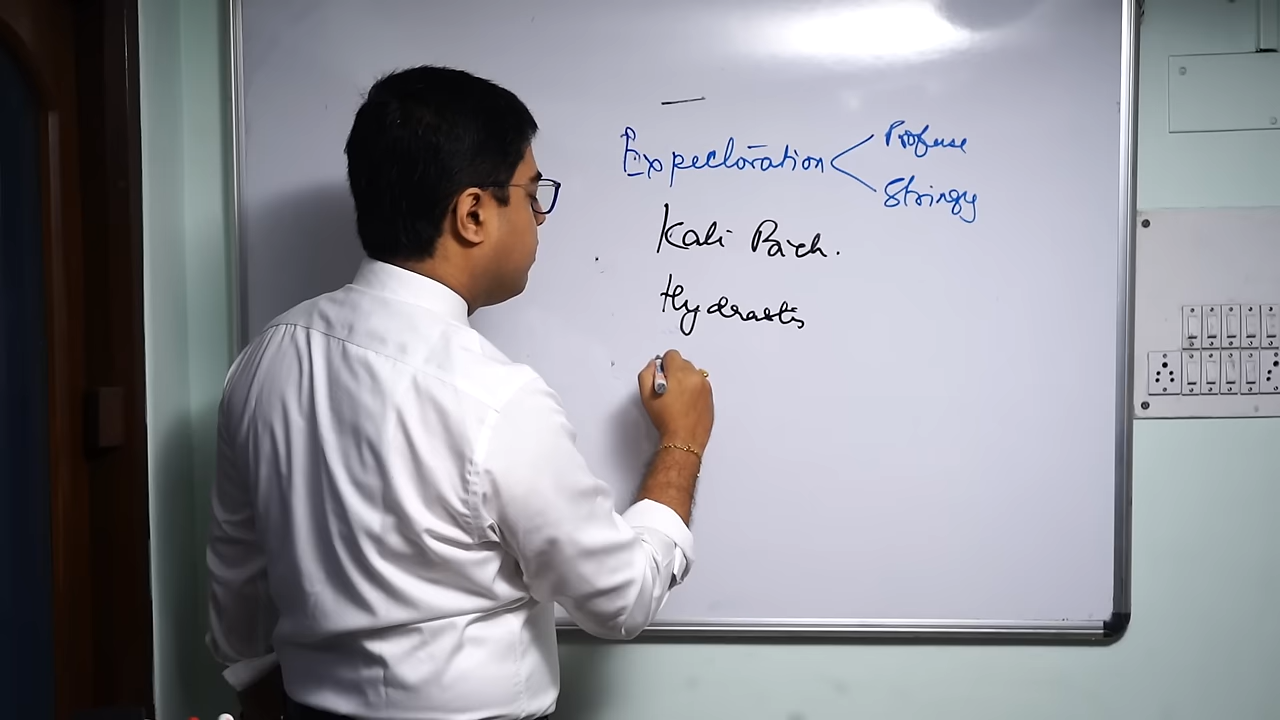 Expectoration
Profuse
Stringy
Kali Bich.
Hydrastis